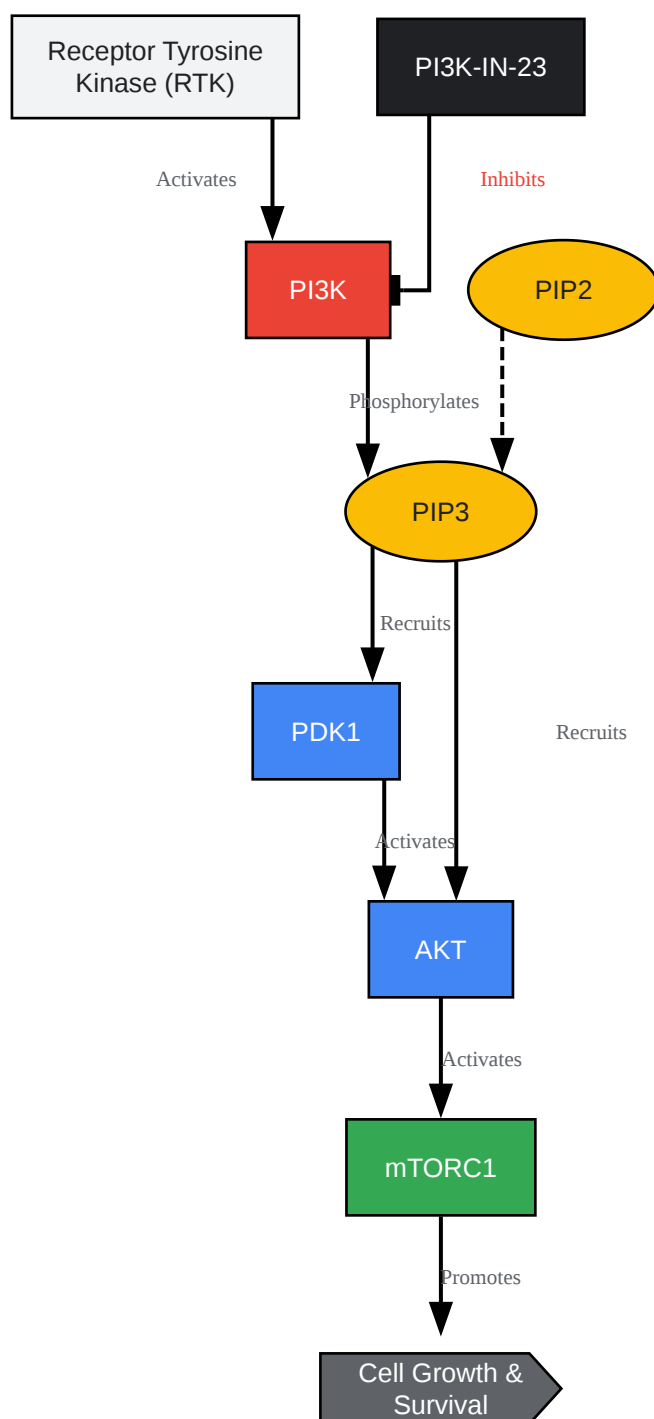 Receptor Tyrosine
Kinase (RTK)
PI3K-IN-23
Activates
Inhibits
PI3K
PIP2
Phosphorylates
PIP3
Recruits
PDK1
Recruits
Activates
AKT
Activates
mTORC1
Promotes
Cell Growth &
Survival